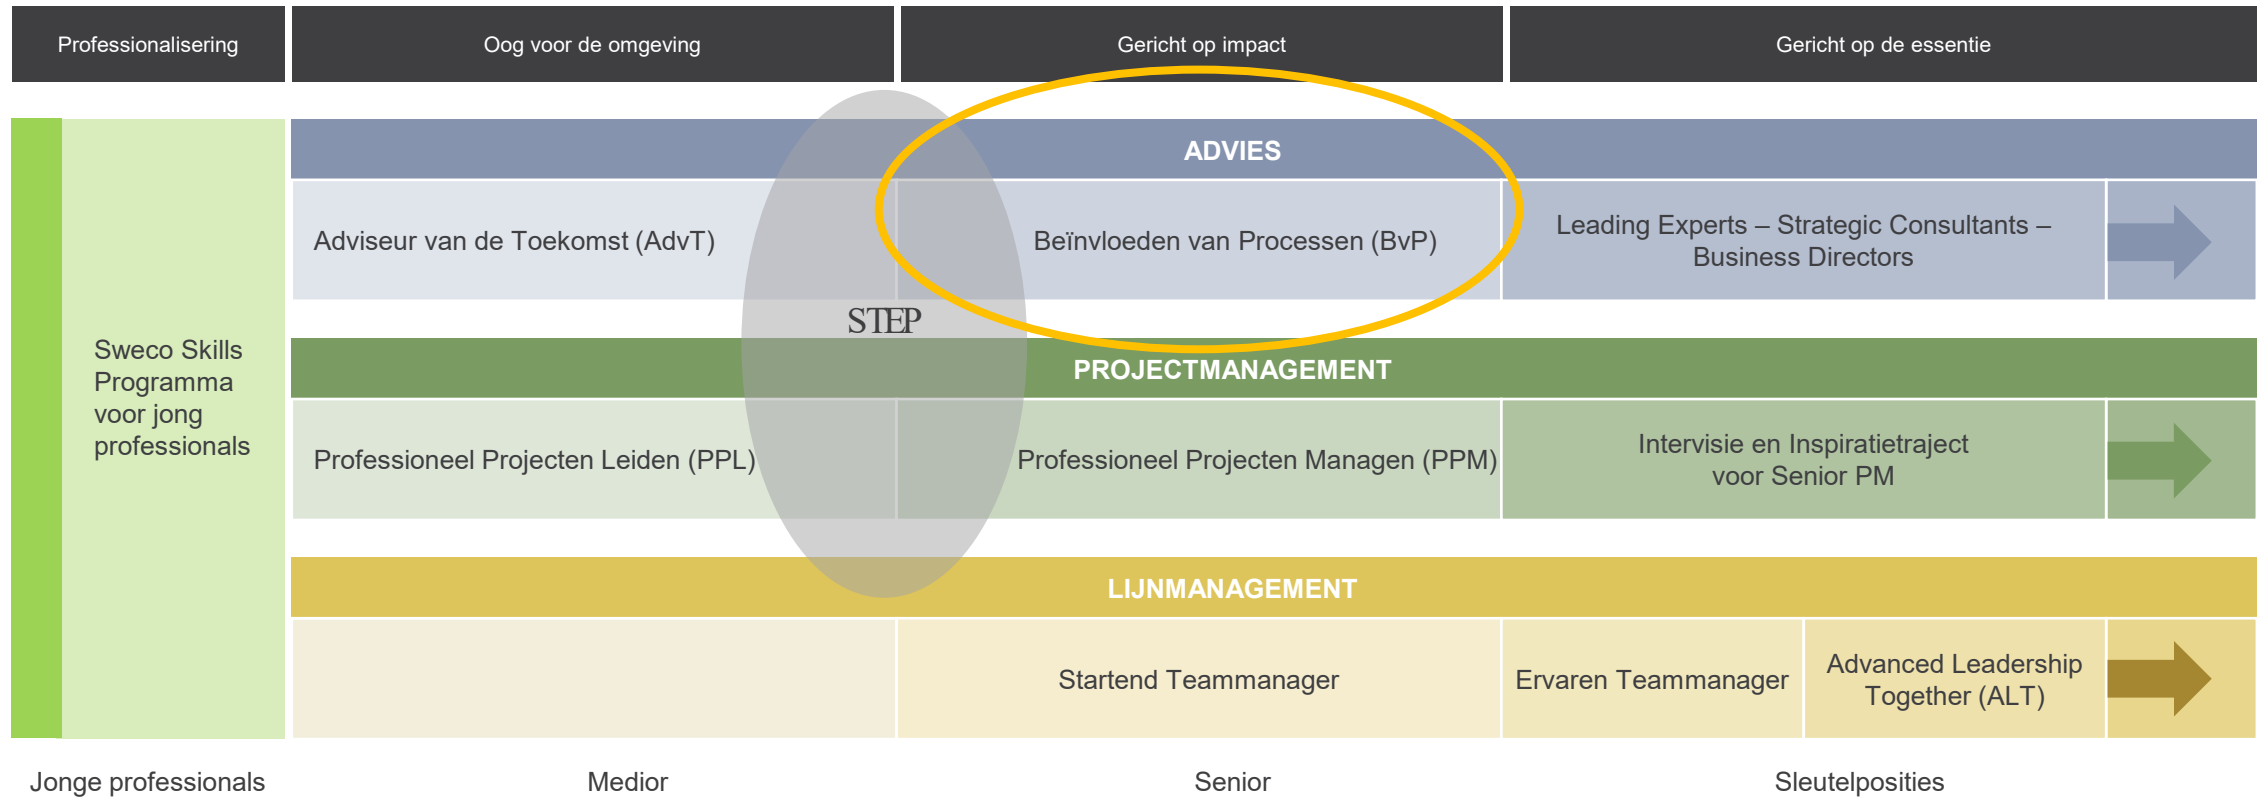 Professionalisering
Oog voor de omgeving
Gericht op impact
Gericht op de essentie
ADVIES
Adviseur van de Toekomst (AdvT)
Beïnvloeden van Processen (BvP)
Leading Experts – Strategic Consultants –
Business Directors
STEP
Sweco Skills
Programma
voor jong
professionals
PROJECTMANAGEMENT
Professioneel Projecten Leiden (PPL)
Professioneel Projecten Managen (PPM)
Intervisie en Inspiratietraject
voor Senior PM
LIJNMANAGEMENT
Startend Teammanager
Ervaren Teammanager
Advanced Leadership
Together (ALT)
Jonge professionals
Medior
Senior
Sleutelposities